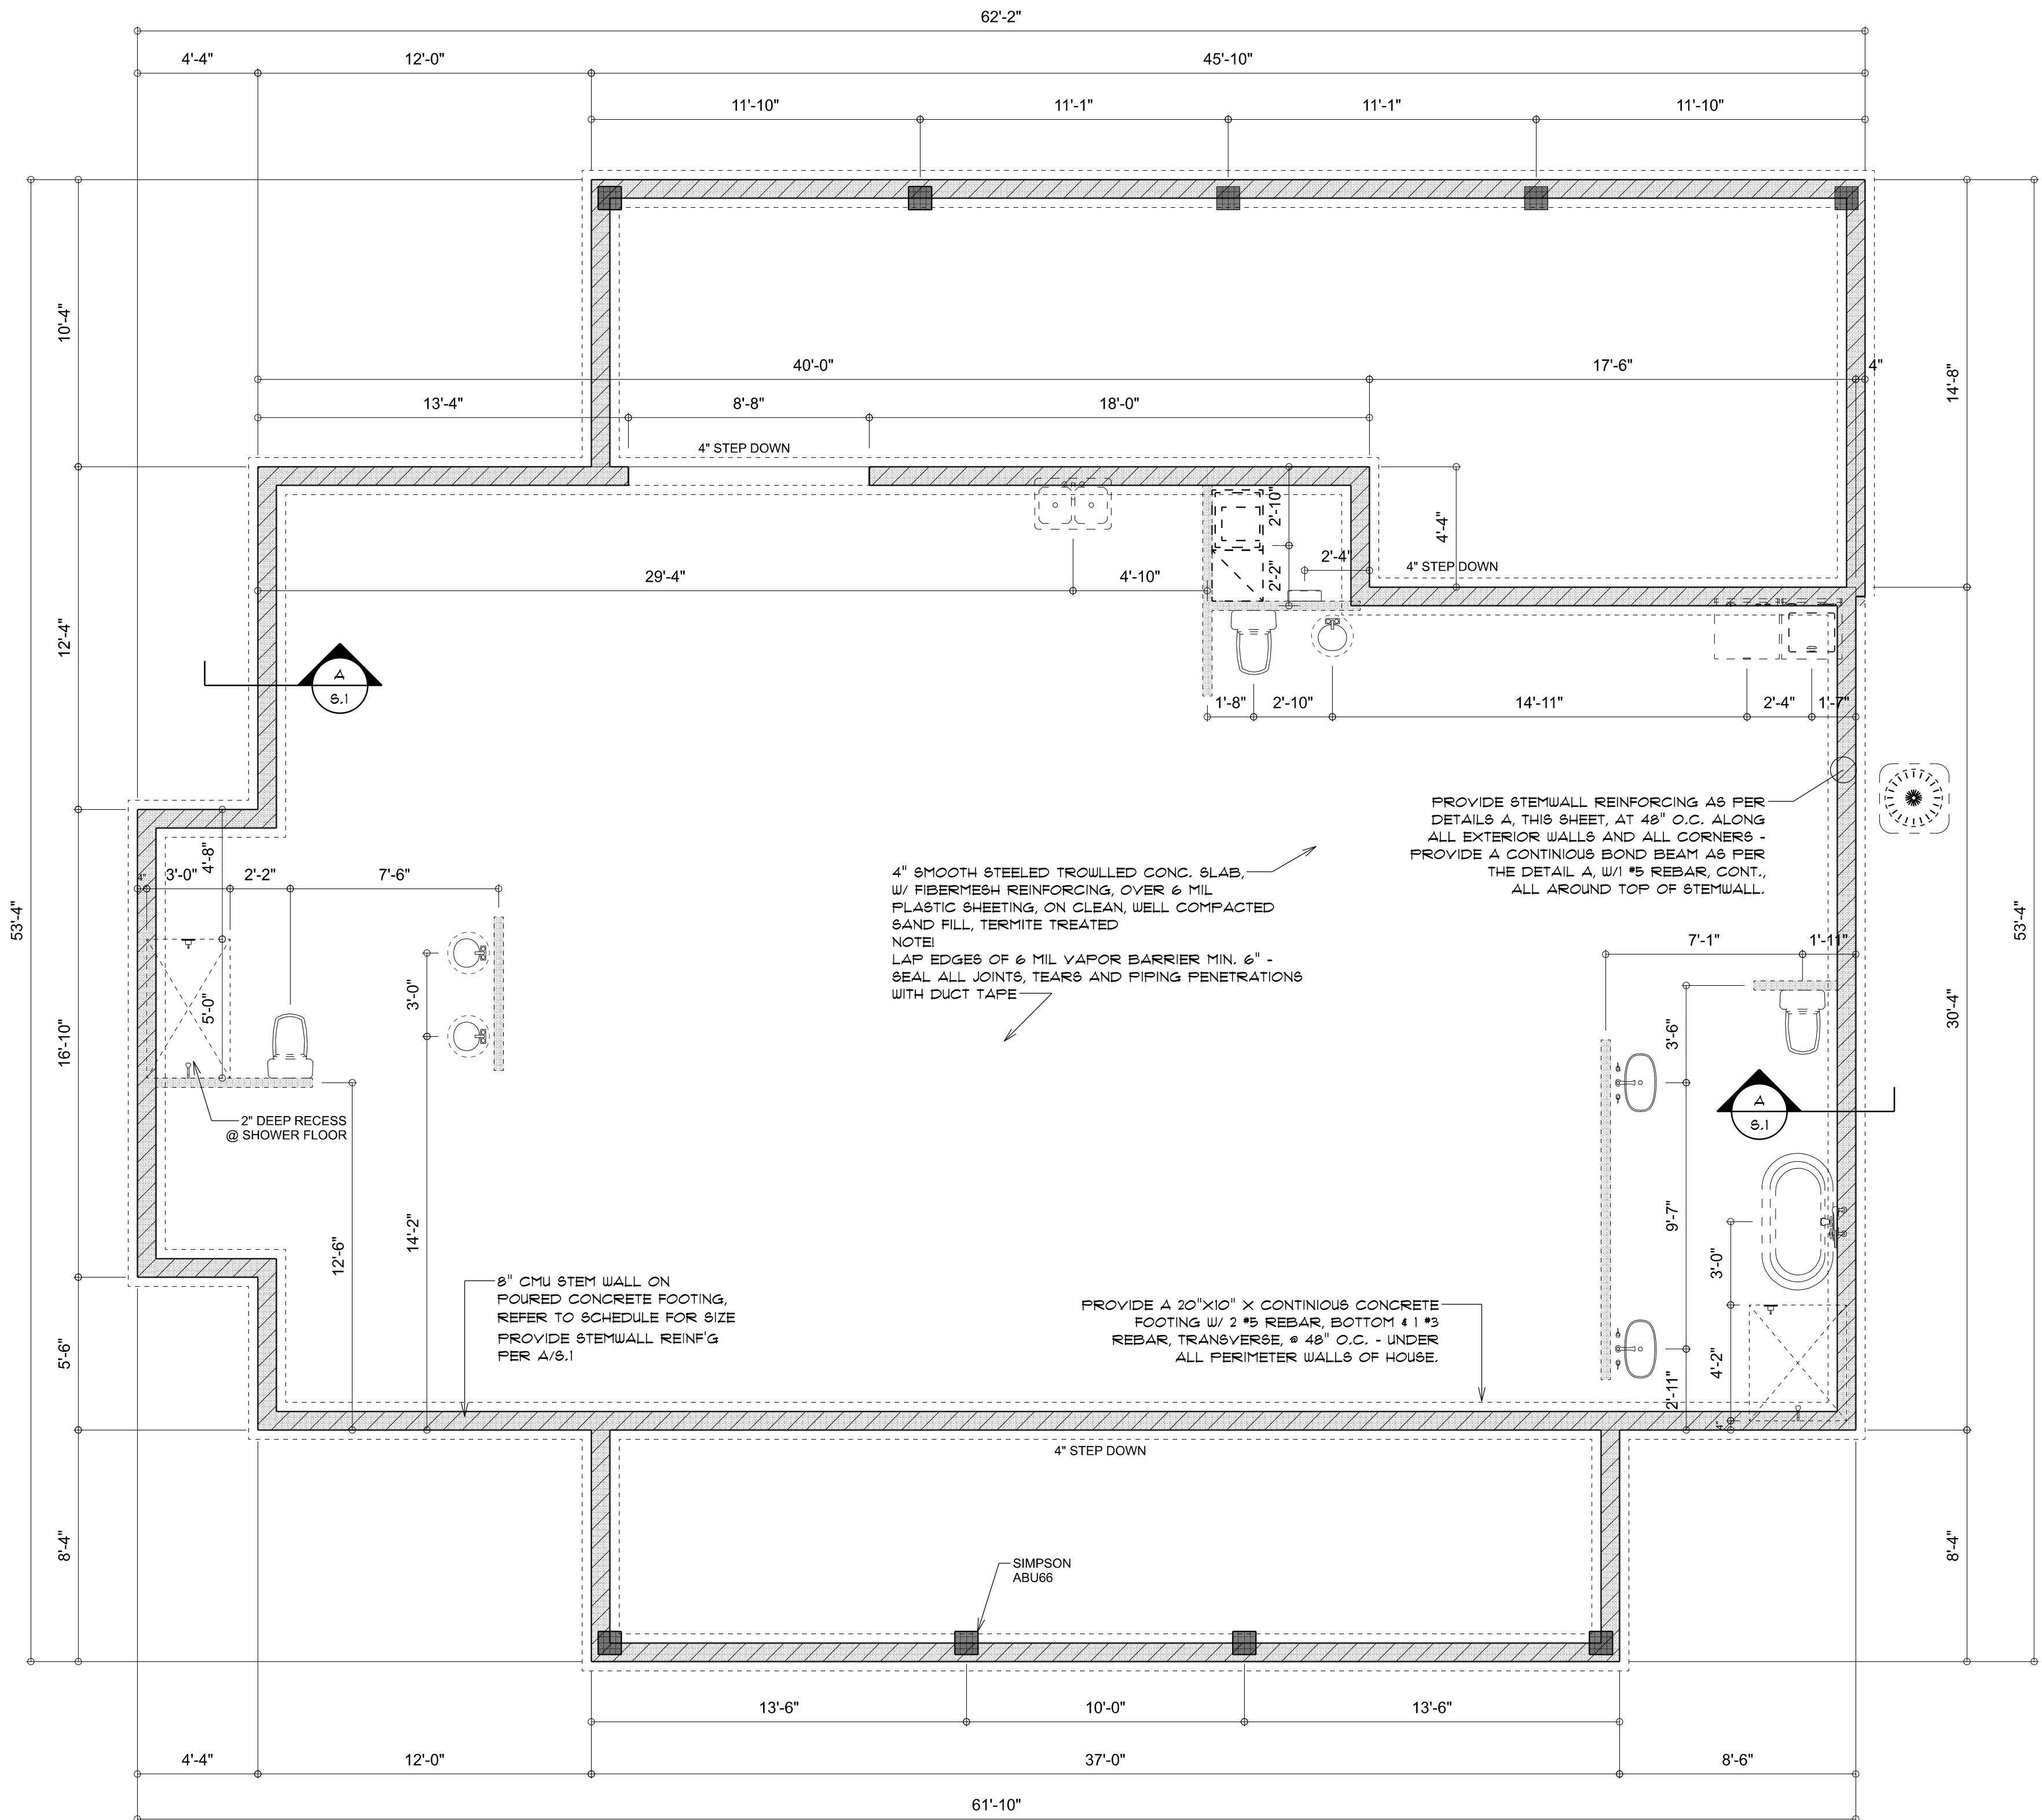 62'-2"
4'-4"
12'-0"
45'-10"
11'-10"
11'-1"
11'-1"
11'-10"
10'-4"
12'-4"
16'-10"
5'-6"
8'-4"
53'-4"
40'-0"
17'-6"
4"
13'-4"
8'-8"
18'-0"
4" STEP DOWN
14'-8"
2'-10"
2'-2"
2'-4"
4'-4"
4" STEP DOWN
29'-4"
4'-10"
A
S.1
1'-8"
2'-10"
14'-11"
2'-4"
1'-7"
PROVIDE STEMWALL REINFORCING AS PER
DETAILS A, THIS SHEET, AT 48" O.C. ALONG
ALL EXTERIOR WALLS AND ALL CORNERS -
PROVIDE A CONTINIOUS BOND BEAM AS PER
THE DETAIL A, W/1 #5 REBAR, CONT.,
ALL AROUND TOP OF STEMWALL.
4" SMOOTH STEELED TROWLLED CONC. SLAB,
W/ FIBERMESH REINFORCING, OVER 6 MIL
PLASTIC SHEETING, ON CLEAN, WELL COMPACTED
SAND FILL, TERMITE TREATED
NOTE!
LAP EDGES OF 6 MIL VAPOR BARRIER MIN. 6" -
SEAL ALL JOINTS, TEARS AND PIPING PENETRATIONS
WITH DUCT TAPE
4'-8"
4"
3'-0"
2'-2"
7'-6"
5'-0"
3'-0"
2" DEEP RECESS
@ SHOWER FLOOR
12'-6"
14'-2"
7'-1"
1'-11"
3'-6"
A
S.1
9'-7"
3'-0"
4'-2"
2'-11"
4"
30'-4"
53'-4"
8'-4"
8" CMU STEM WALL ON
POURED CONCRETE FOOTING,
REFER TO SCHEDULE FOR SIZE
PROVIDE STEMWALL REINF'G
PER A/S.1
PROVIDE A 20"X10" X CONTINIOUS CONCRETE
FOOTING W/ 2 #5 REBAR, BOTTOM & 1 #3
REBAR, TRANSVERSE, @ 48" O.C. - UNDER
ALL PERIMETER WALLS OF HOUSE.
4" STEP DOWN
SIMPSON
ABU66
13'-6"
10'-0"
13'-6"
4'-4"
12'-0"
37'-0"
8'-6"
61'-10"